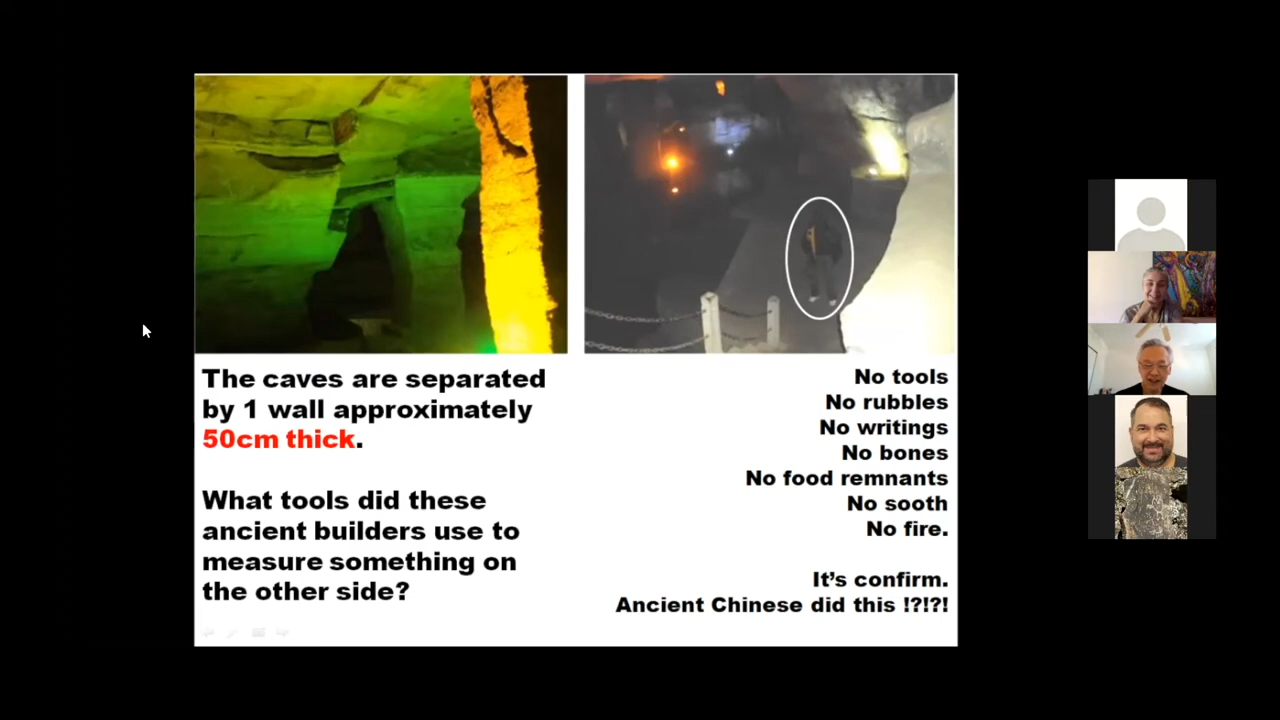 The caves are separated
by 1 wall approximately
50cm thick.
What tools did these
ancient builders use to
measure something on
the other side?
No tools
No rubbles
No writings
No bones
No food remnants
No sooth
No fire.
It's confirm.
Ancient Chinese did this !?!?!